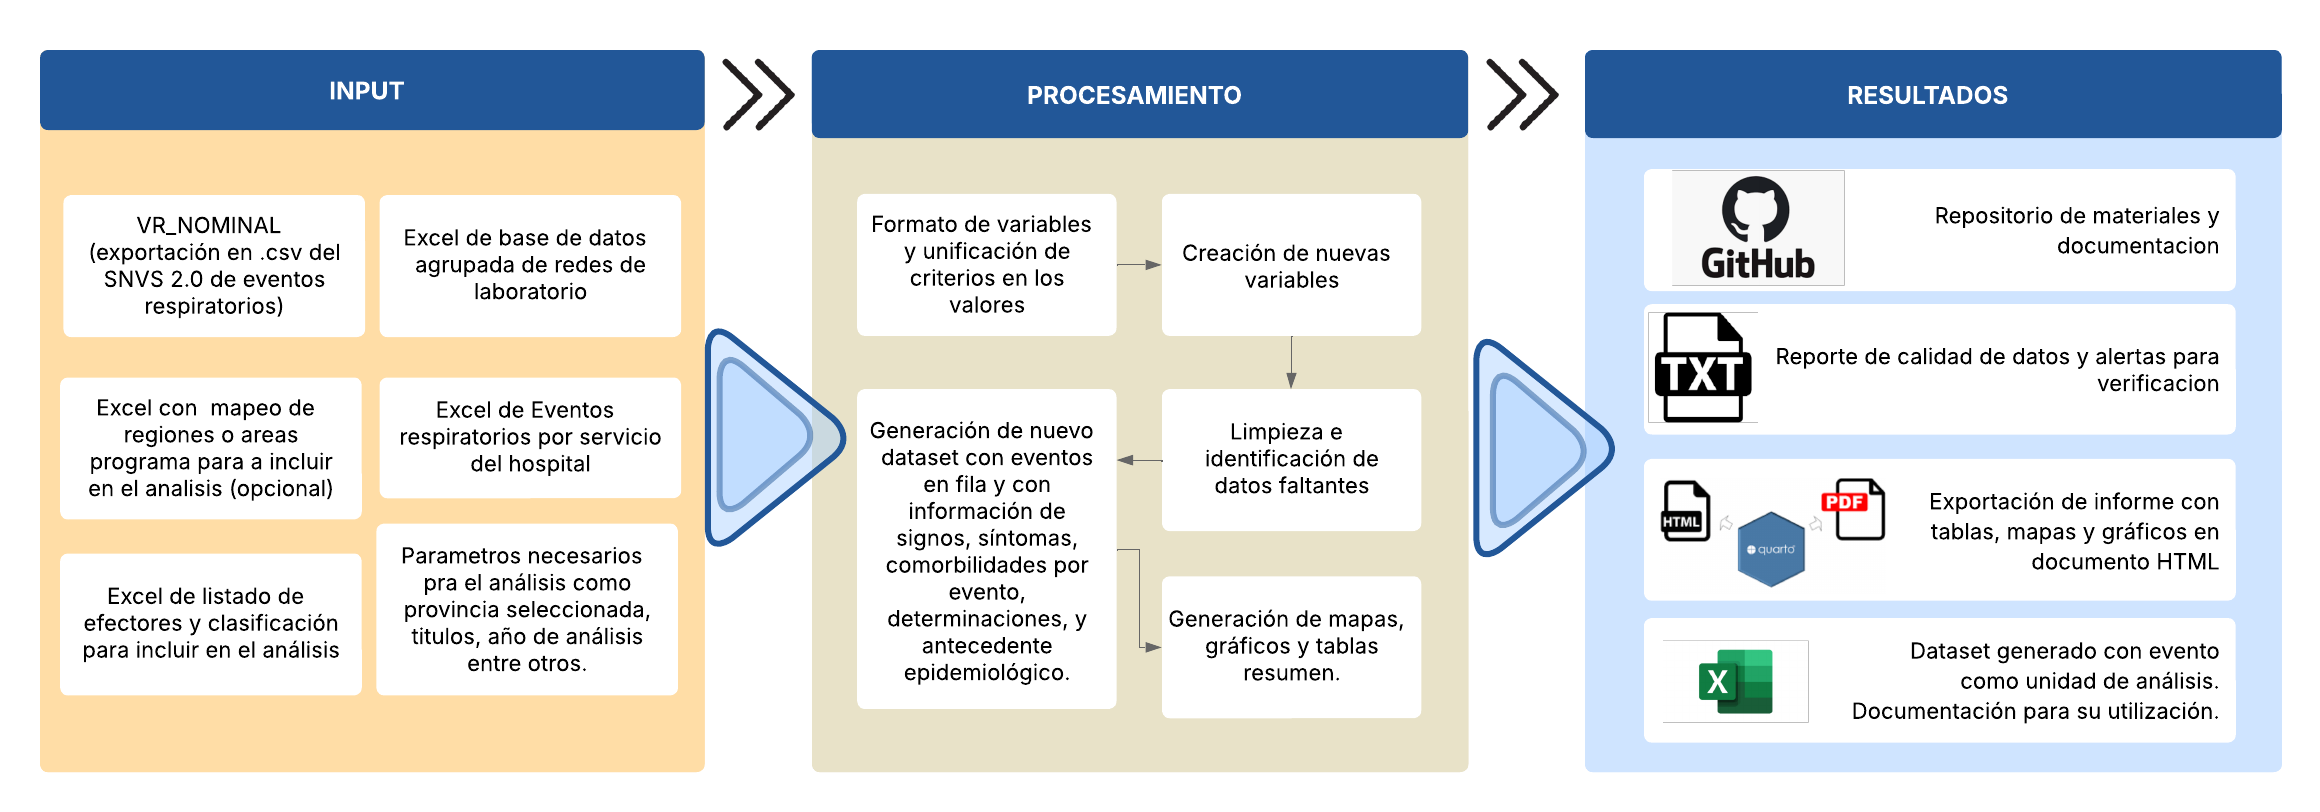 INPUT
VR_NOMINAL
(exportación en .csv del
SNVS 2.0 de eventos
respiratorios)
Excel de base de datos
agrupada de redes de
laboratorio
Excel con mapeo de
regiones o areas
programa para a incluir
en el analisis (opcional)
Excel de Eventos
respiratorios por servicio
del hospital
Excel de listado de
efectores y clasificación
para incluir en el análisis
Parametros necesarios
pra el análisis como
provincia seleccionada,
titulos, año de análisis
entre otros.
PROCESAMIENTO
Formato de variables
y unificación de
criterios en los
valores
Creación de nuevas
variables
Limpieza e
identificación de
datos faltantes
Generación de nuevo
dataset con eventos
en fila y con
información de
signos, síntomas,
comorbilidades por
evento,
determinaciones, y
antecedente
epidemiológico.
Generación de mapas,
gráficos y tablas
resumen.
RESULTADOS
GitHub
Repositorio de materiales y
documentacion
TXT
Reporte de calidad de datos y alertas para
verificacion
HTML
quarto
PDF
Exportación de informe con
tablas, mapas y gráficos en
documento HTML
X
Dataset generado con evento
como unidad de análisis.
Documentación para su utilización.